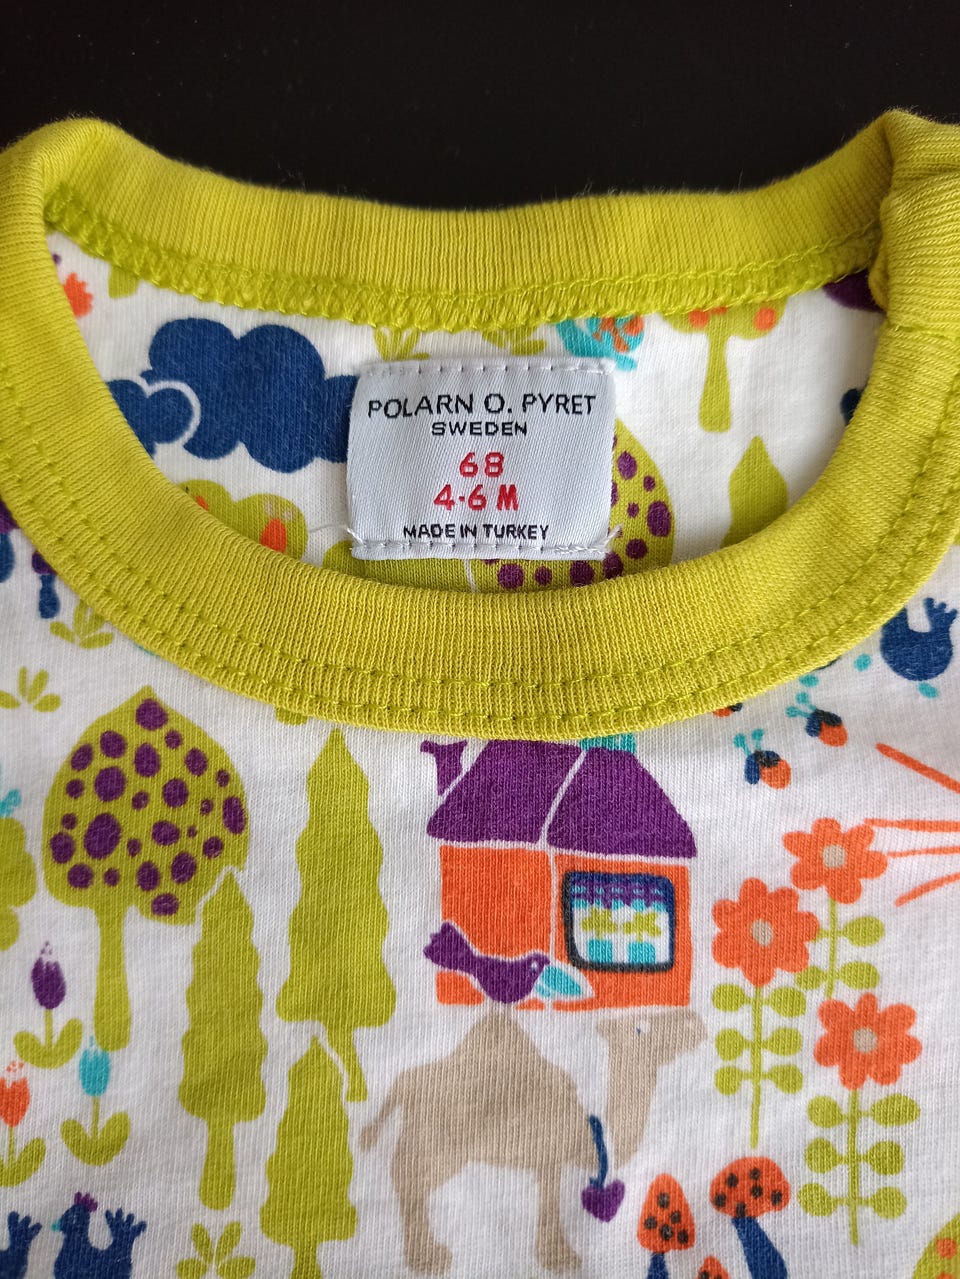 POLARN O. PYRET
SWEDEN
68
4-6 M
MADE IN TURKEY